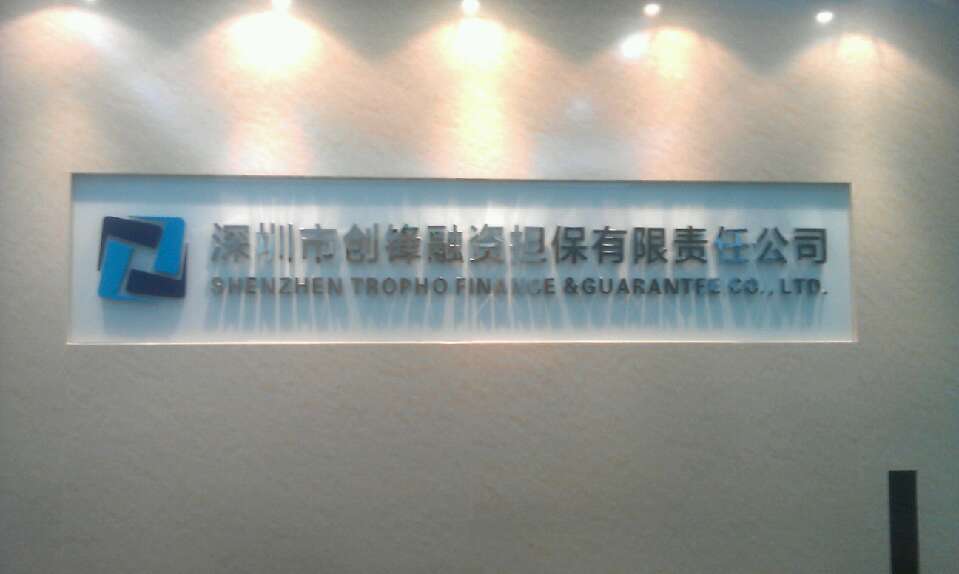 深圳市创锋融资担保有限责任公司
SHENZHEN TROPHO FINANCE &GUARANTEE CO., LTD.